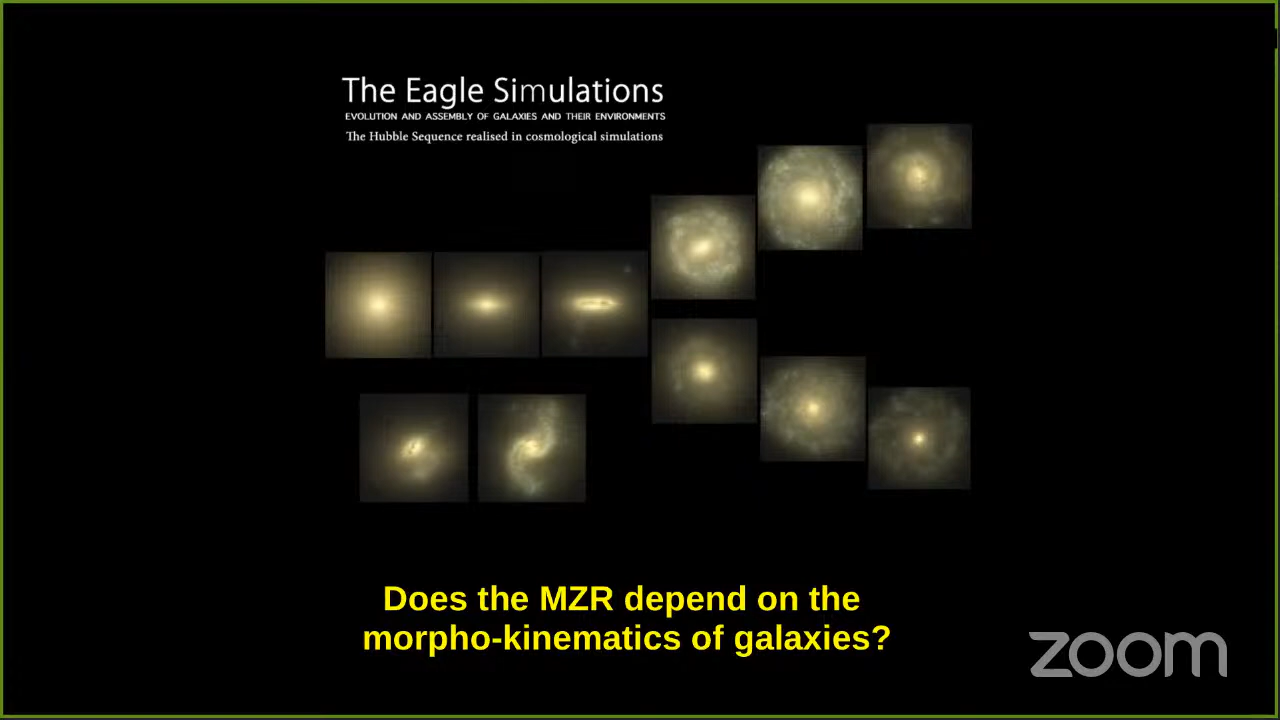 The Eagle Simulations
EVOLUTION AND ASSEMBLY OF GALAXIES AND THEIR ENVIRONMENTS
The Hubble Sequence realised in cosmological simulations
Does the MZR depend on the
morpho-kinematics of galaxies?
zoom